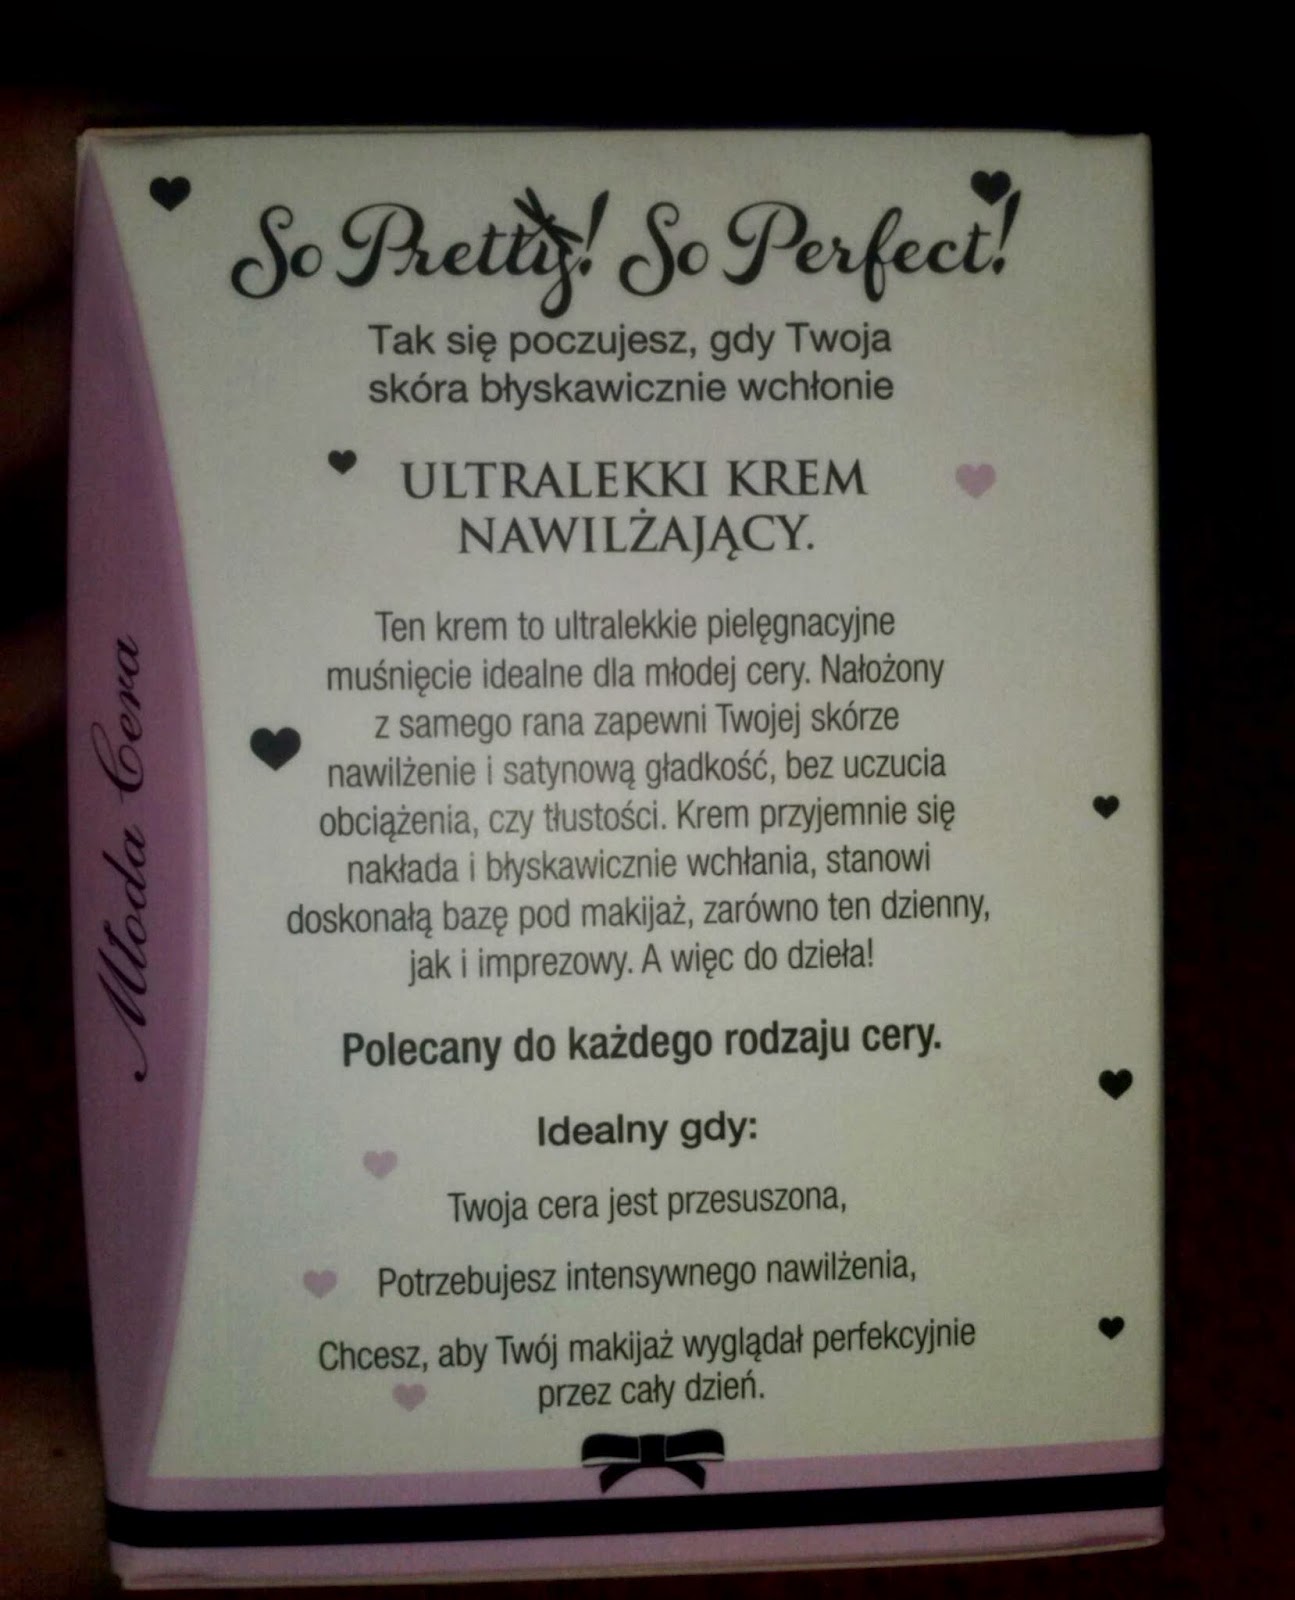 So Pretty! So Perfect!
Tak się poczujesz, gdy Twoja
skóra błyskawicznie wchłonie
ULTRALEKKI KREM
NAWILŻAJĄCY.
Ten krem to ultralekkie pielęgnacyjne
muśnięcie idealne dla młodej cery. Nałożony
z samego rana zapewni Twojej skórze
nawilżenie i satynową gładkość, bez uczucia
obciążenia, czy tłustości. Krem przyjemnie się
nakłada i błyskawicznie wchłania, stanowi
doskonałą bazę pod makijaż, zarówno ten dzienny,
jak i imprezowy. A więc do dzieła!
Polecany do każdego rodzaju cery.
Idealny gdy:
Twoja cera jest przesuszona,
Potrzebujesz intensywnego nawilżenia,
Chcesz, aby Twój makijaż wyglądał perfekcyjnie
przez cały dzień.
Młoda Cera